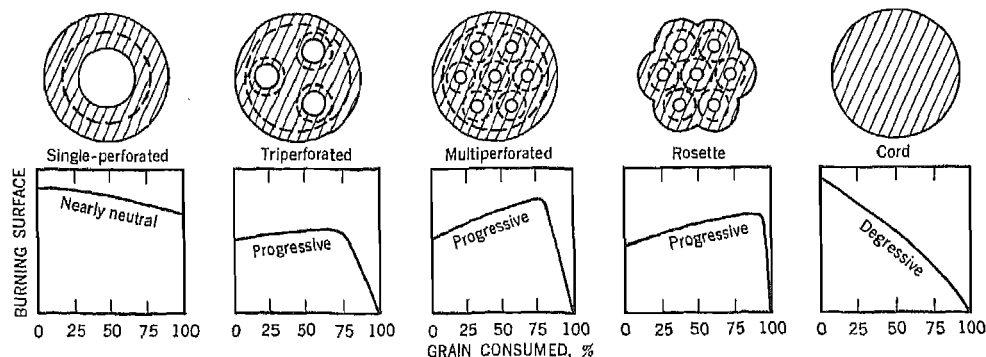 Single-perforated Triperforated Multiperforated Rosette Cord
BURNING SURFACE
Nearly neutral
Progressive
Progressive
Progressive
Degressive
0 25 50 75 100 0 25 50 75 100 0 25 50 75 100 0 25 50 75 100 0 25 50 75 100
GRAIN CONSUMED, %